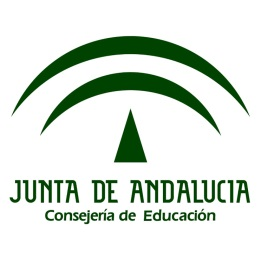 JUNTA DE ANDALUCIA
Consejería de Educación